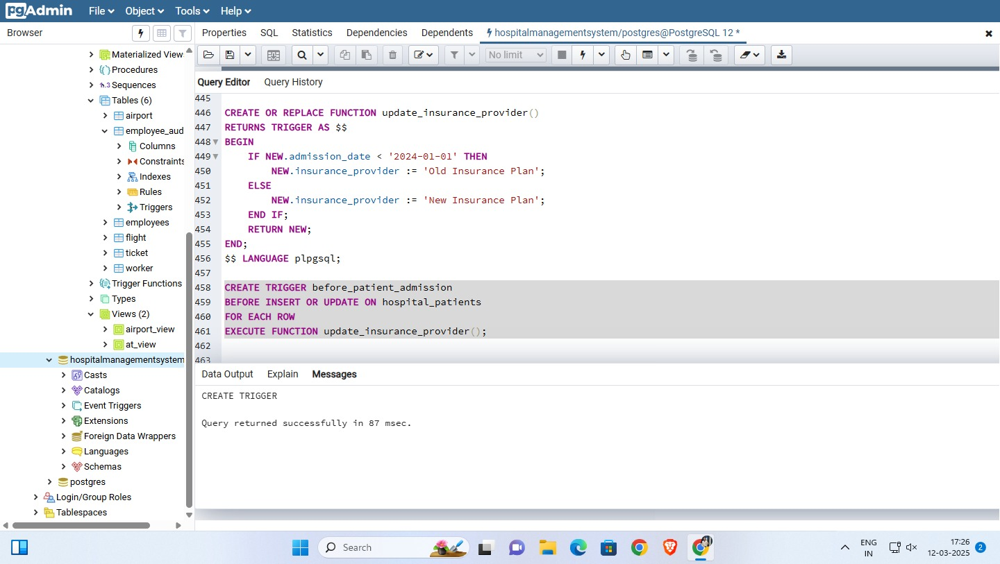 pgAdmin File Object Tools Help
Browser
Properties SQL Statistics Dependencies Dependents hospitalmanagementsystem/postgres@PostgreSQL 12 *
No limit
Materialized View
Procedures
1..3 Sequences
Tables (6)
airport
employee_aud
Columns
Constraints
Indexes
Rules
Triggers
employees
flight
ticket
worker
Trigger Functions
Types
Views (2)
airport_view
at_view
hospitalmanagementsystem
Casts
Catalogs
Event Triggers
Extensions
Foreign Data Wrappers
Languages
Schemas
postgres
Login/Group Roles
Tablespaces
Query Editor Query History
445
446 CREATE OR REPLACE FUNCTION update_insurance_provider()
447 RETURNS TRIGGER AS $$
448 BEGIN
449 IF NEW.admission_date < '2024-01-01' THEN
450 NEW.insurance_provider := 'Old Insurance Plan';
451 ELSE
452 NEW.insurance_provider := 'New Insurance Plan';
453 END IF;
454 RETURN NEW;
455 END;
456 $$ LANGUAGE plpgsql;
457
458 CREATE TRIGGER before_patient_admission
459 BEFORE INSERT OR UPDATE ON hospital_patients
460 FOR EACH ROW
461 EXECUTE FUNCTION update_insurance_provider();
462
463
Data Output Explain Messages
CREATE TRIGGER
Query returned successfully in 87 msec.
Search
ENG
IN
17:26
12-03-2025
2